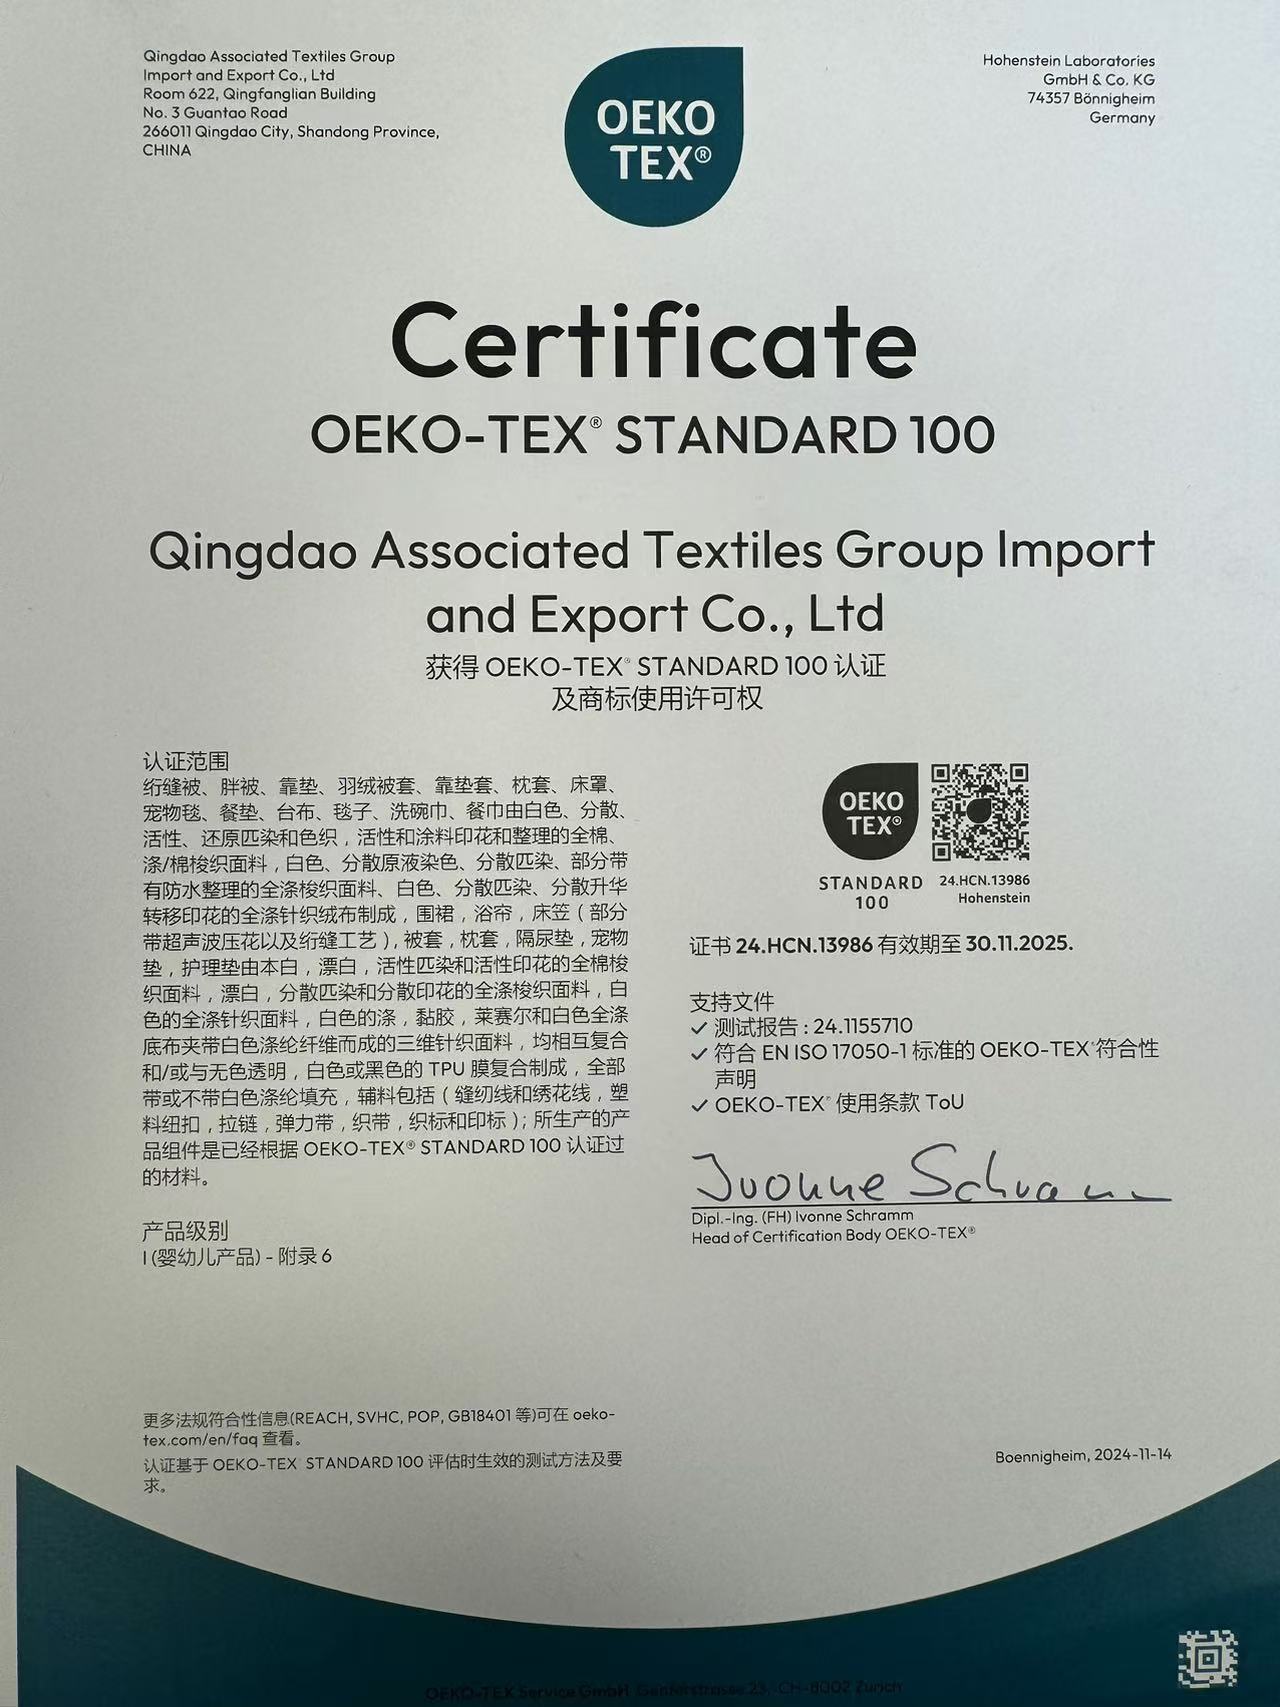 Qingdao Associated Textiles Group
Import and Export Co., Ltd
Room 622, Qingfanglian Building
No. 3 Guantao Road
266011 Qingdao City, Shandong Province,
CHINA
OEKO
TEX®
Hohenstein Laboratories
GmbH & Co. KG
74357 Bönnigheim
Germany
Certificate
OEKO-TEX® STANDARD 100
Qingdao Associated Textiles Group Import
and Export Co., Ltd
获得 OEKO-TEX® STANDARD 100 认证
及商标使用许可权
认证范围
绗缝被、胖被、靠垫、羽绒被套、靠垫套、枕套、床罩、
宠物毯、餐垫、台布、毯子、洗碗巾、餐巾由白色、分散、
活性、还原匹染和色织，活性和涂料印花和整理的全棉、
涤/棉梭织面料，白色、分散原液染色、分散匹染、部分带
有防水整理的全涤梭织面料、白色、分散匹染、分散升华
转移印花的全涤针织绒布制成，围裙，浴帘，床笠（部分
带超声波压花以及绗缝工艺），被套，枕套，隔尿垫，宠物
垫，护理垫由本白，漂白，活性匹染和活性印花的全棉梭
织面料，漂白，分散匹染和分散印花的全涤梭织面料，白
色的全涤针织面料，白色的涤，黏胶，莱赛尔和白色全涤
底布夹带白色涤纶纤维而成的三维针织面料，均相互复合
和/或与无色透明，白色或黑色的 TPU 膜复合制成，全部
带或不带白色涤纶填充，辅料包括（缝纫线和绣花线，塑
料纽扣，拉链，弹力带，织带，织标和印标）；所生产的产
品组件是已经根据 OEKO-TEX® STANDARD 100 认证过
的材料。
产品级别
I (婴幼儿产品) - 附录 6
OEKO
TEX®
STANDARD
100
24.HCN.13986
Hohenstein
证书 24.HCN.13986 有效期至 30.11.2025.
支持文件
✓ 测试报告 : 24.1155710
✓ 符合 EN ISO 17050-1 标准的 OEKO-TEX®符合性
声明
✓ OEKO-TEX® 使用条款 ToU
Ivonne Schramm
Dipl.-Ing. (FH) Ivonne Schramm
Head of Certification Body OEKO-TEX®
更多法规符合性信息(REACH, SVHC, POP, GB18401 等)可在 oeko-
tex.com/en/faq 查看。
认证基于 OEKO-TEX® STANDARD 100 评估时生效的测试方法及要
求。
Boennigheim, 2024-11-14
OEKO-TEX Service GmbH, Genferstrasse 23, CH-8002 Zurich